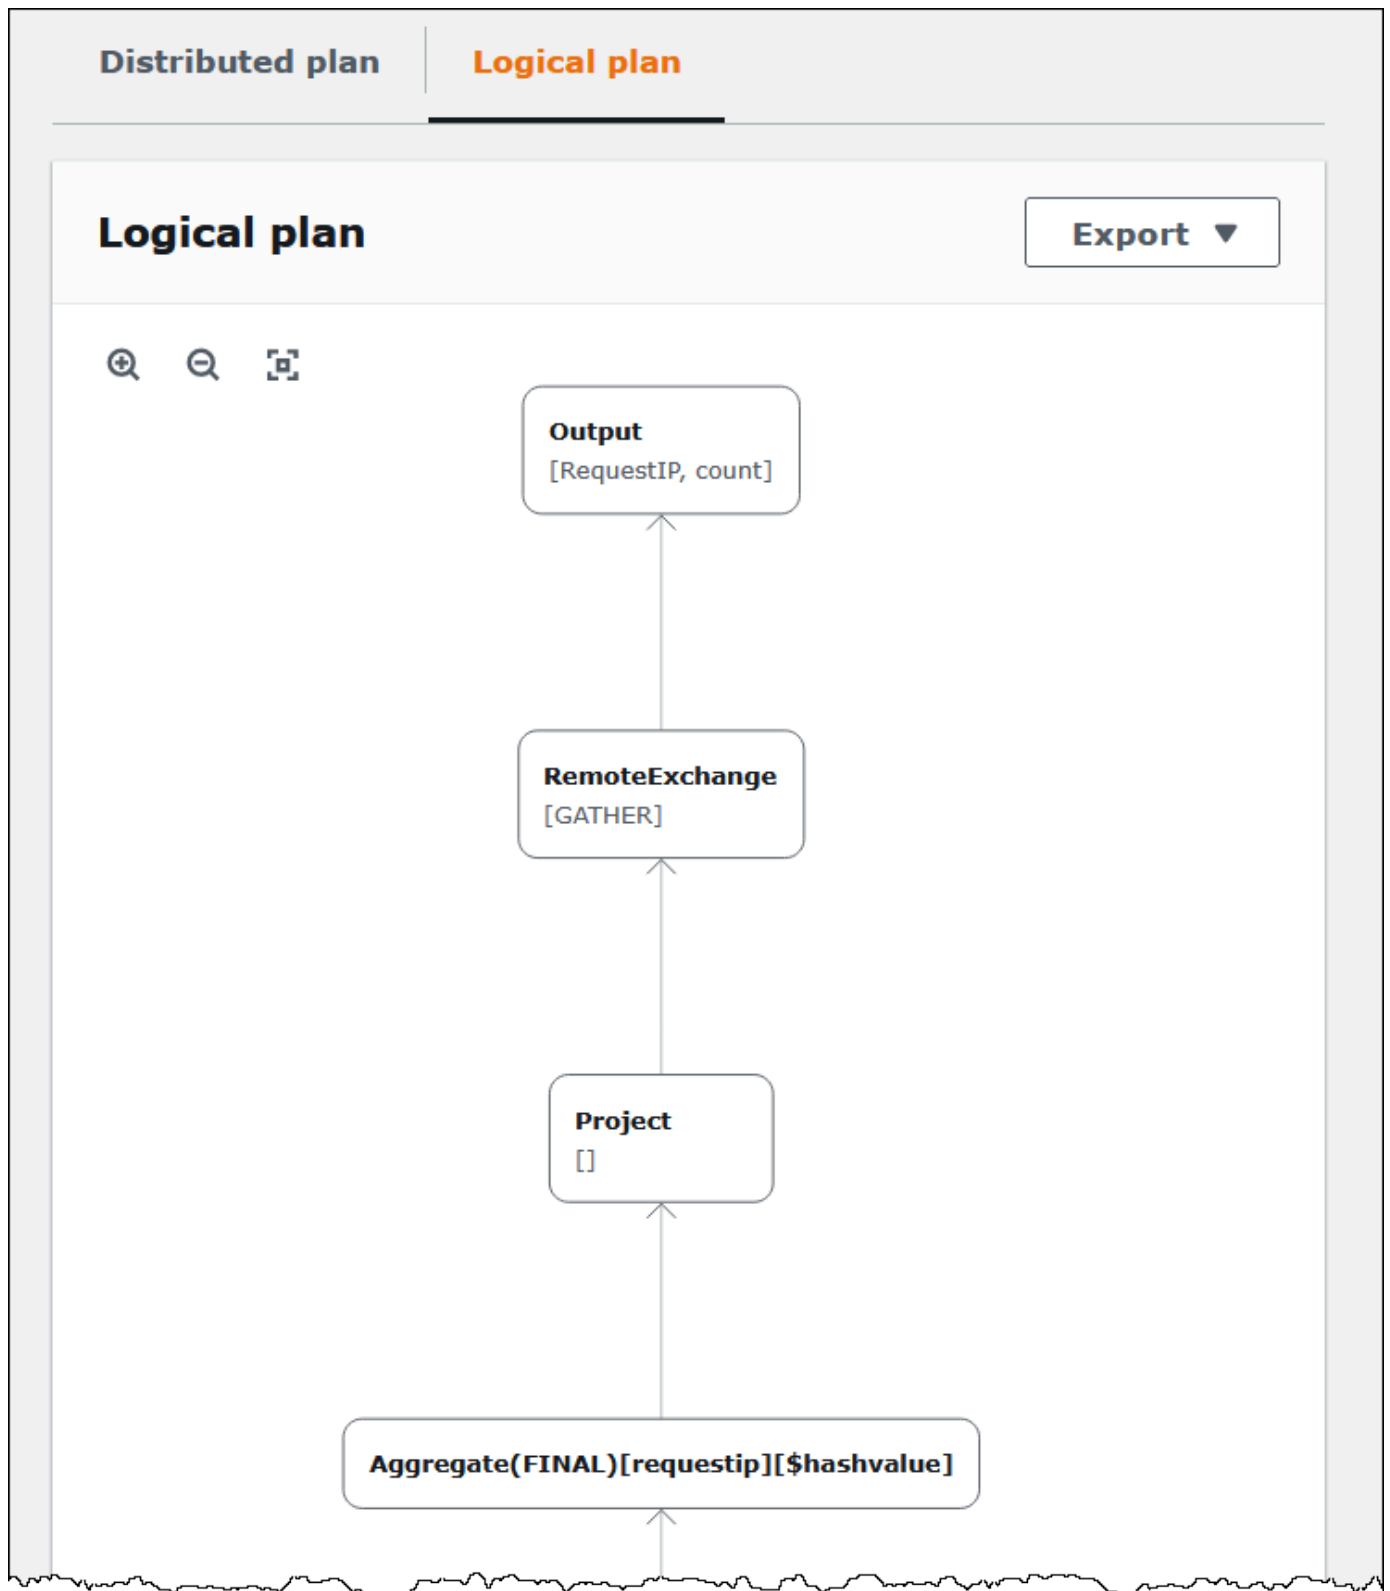 Distributed plan
Logical plan
Logical plan
Export
Output
[RequestIP, count]
RemoteExchange
[GATHER]
Project
[]
Aggregate(FINAL)[requestip][$hashvalue]